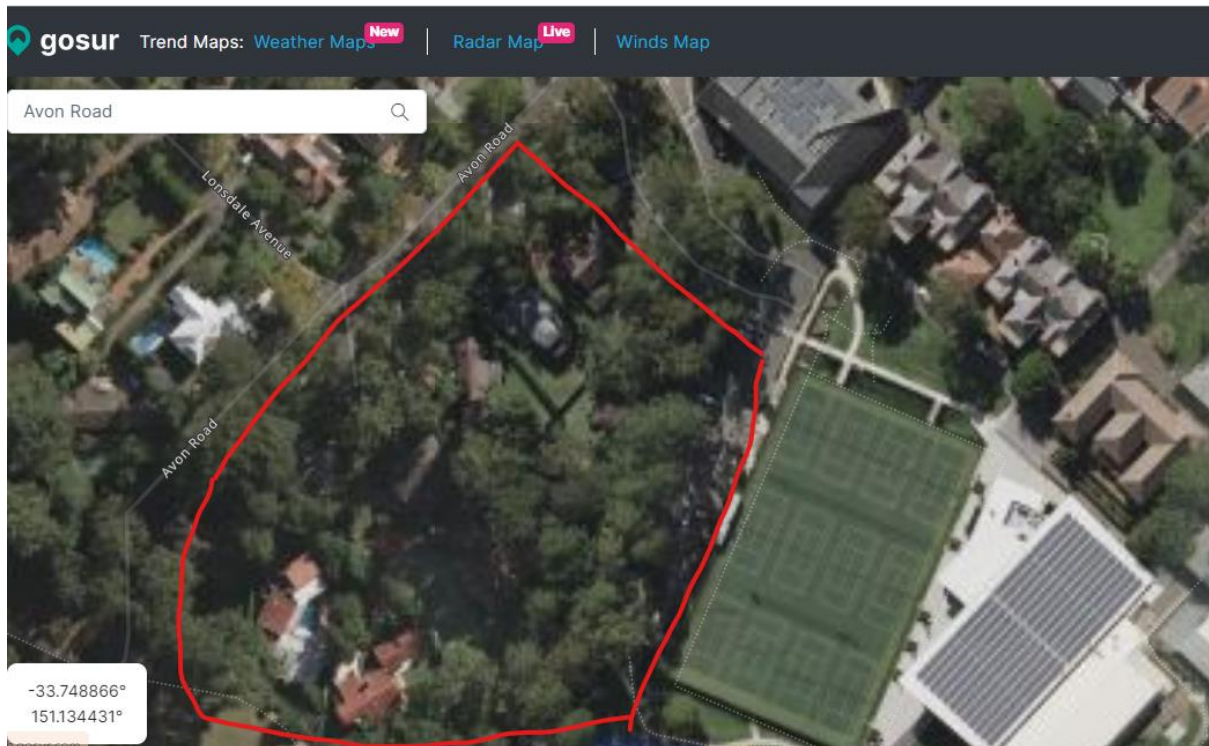 gosur Trend Maps: Weather Maps New Radar Map Live Winds Map
Avon Road
Avon Road
Lonsdale Avenue
Avon Road
-33.748866°
151.134431°